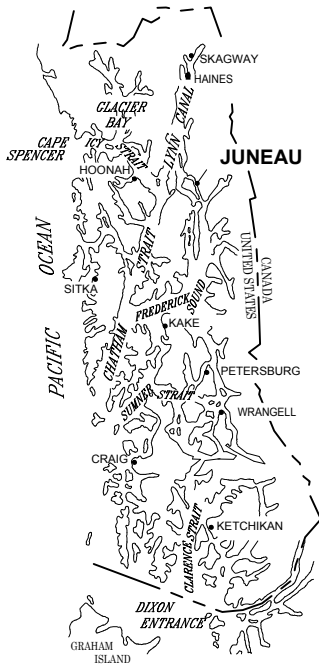 SKAGWAY
HAINES
GLACIER
BAY
LYNN CANAL
CAPE
SPENCER
ICY
STRAIT
JUNEAU
HOONAH
PACIFIC OCEAN
CHATHAM STRAIT
SITKA
FREDERICK
SOUND
CANADA
UNITED STATES
KAKE
PETERSBURG
SUMNER STRAIT
WRANGELL
CRAIG
CLARENCE STRAIT
KETCHIKAN
DIXON
ENTRANCE
GRAHAM
ISLAND